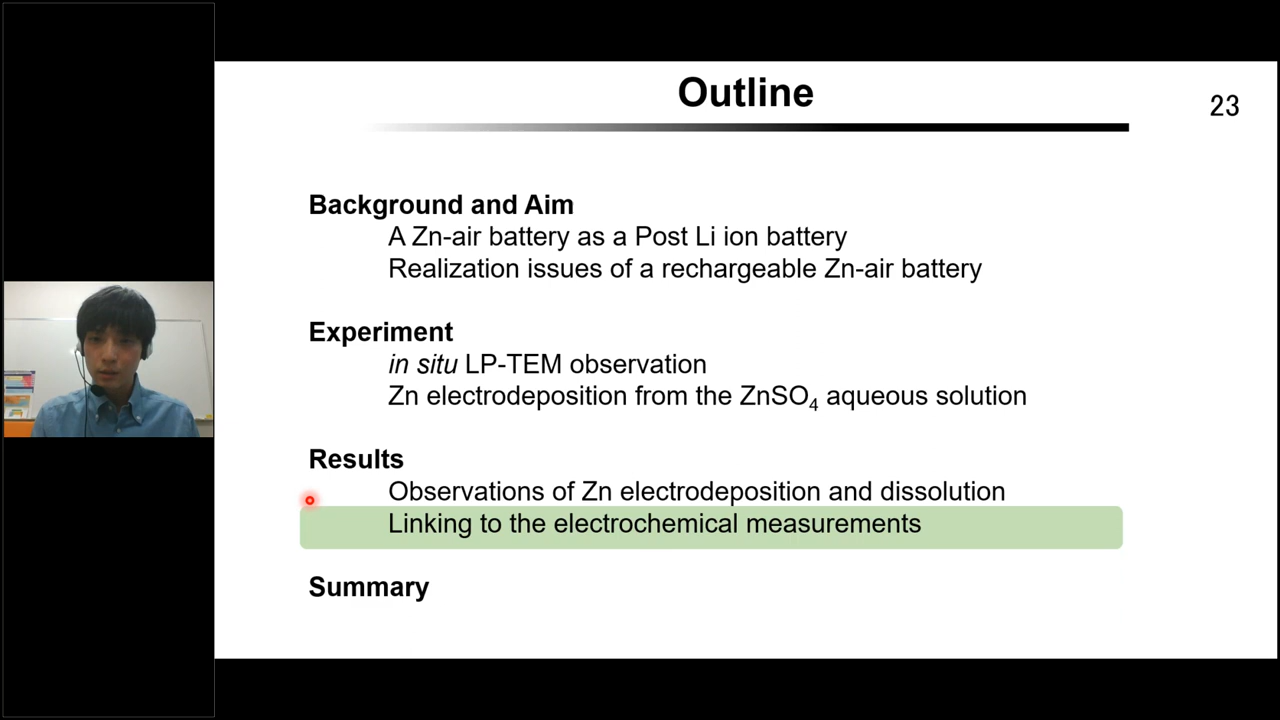 Outline
23
Background and Aim
A Zn-air battery as a Post Li ion battery
Realization issues of a rechargeable Zn-air battery
Experiment
in situ LP-TEM observation
Zn electrodeposition from the ZnSO₄ aqueous solution
Results
Observations of Zn electrodeposition and dissolution
Linking to the electrochemical measurements
Summary